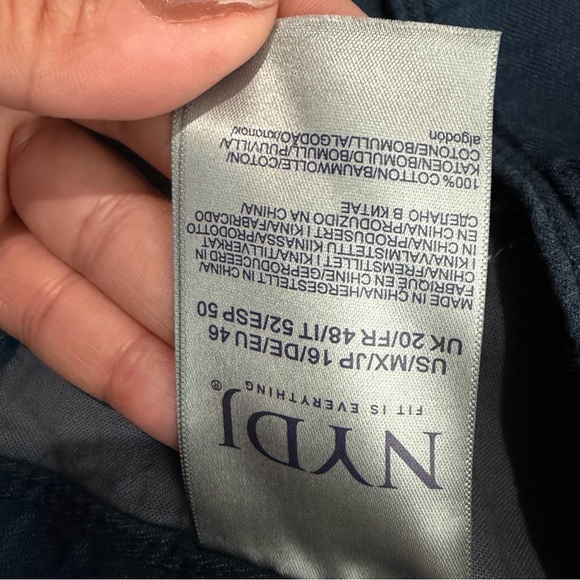 NYDJ®
FIT IS EVERYTHING
US/MX/JP 16/DE/EU 46
UK 20/FR 48/IT 52/ESP 50
MADE IN CHINA/HERGESTELLT IN CHINA/
FABRIQUE EN CHINE/GEPRODUCEERD IN
CHINA/FREMSTILLET I KINA/TILLVERKAT
I KINA/VALMISTETTU KIINASSA/PRODOTTO
IN CHINA/PRODUSERT I KINA/FABRICADO
EN CHINA/PRODUZIDO NA CHINA/
СДЕЛАНО В КИТАЕ
100% COTTON/BAUMWOLLE/COTON/
KATOEN/BOMULD/BOMULL/PUUVILLA/
COTONE/BOMULL/ALGODÃO/хлопок/
algodón